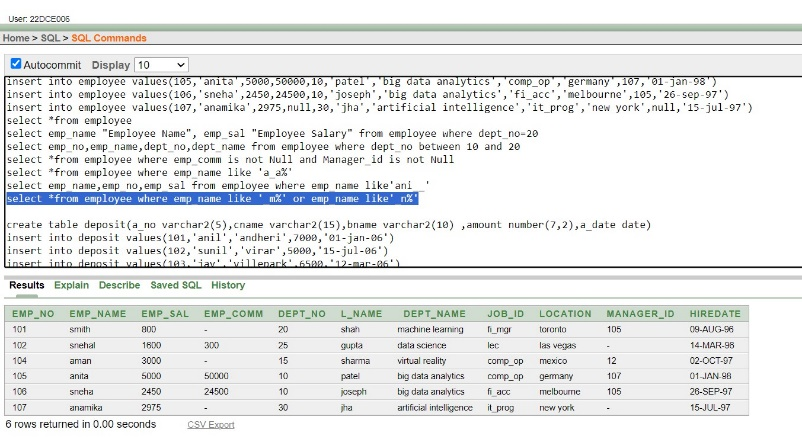 User: 22DCE006
Home > SQL > SQL Commands
Autocommit Display 10
insert into employee values(105,'anita',5000,50000,10,'patel','big data analytics','comp_op','germany',107,'01-jan-98')
insert into employee values(106,'sneha',2450,24500,10,'joseph','big data analytics','fi_acc','melbourne',105,'26-sep-97')
insert into employee values(107,'anamika',2975,null,30,'jha','artificial intelligence','it_prog','new york',null,'15-jul-97')
select *from employee
select emp_name "Employee Name", emp_sal "Employee Salary" from employee where dept_no=20
select emp_no,emp_name,dept_no,dept_name from employee where dept_no between 10 and 20
select *from employee where emp_comm is not Null and Manager_id is not Null
select *from employee where emp_name like 'a_a%'
select emp_name,emp_no,emp_sal from employee where emp_name like'ani__'
select *from employee where emp_name like '_m%' or emp_name like'_n%'
create table deposit(a_no varchar2(5),cname varchar2(15),bname varchar2(10) ,amount number(7,2),a_date date)
insert into deposit values(101,'anil','andheri',7000,'01-jan-06')
insert into deposit values(102,'sunil','virar',5000,'15-jul-06')
insert into deposit values(103,'jay','villepark',6500,'12-mar-06')
Results Explain Describe Saved SQL History
EMP_NO EMP_NAME EMP_SAL EMP_COMM DEPT_NO L_NAME DEPT_NAME JOB_ID LOCATION MANAGER_ID HIREDATE
101 smith 800 - 20 shah machine learning fi_mgr toronto 105 09-AUG-96
102 snehal 1600 300 25 gupta data science lec las vegas - 14-MAR-96
104 aman 3000 - 15 sharma virtual reality comp_op mexico 12 02-OCT-97
105 anita 5000 50000 10 patel big data analytics comp_op germany 107 01-JAN-98
106 sneha 2450 24500 10 joseph big data analytics fi_acc melbourne 105 26-SEP-97
107 anamika 2975 - 30 jha artificial intelligence it_prog new york - 15-JUL-97
6 rows returned in 0.00 seconds CSV Export